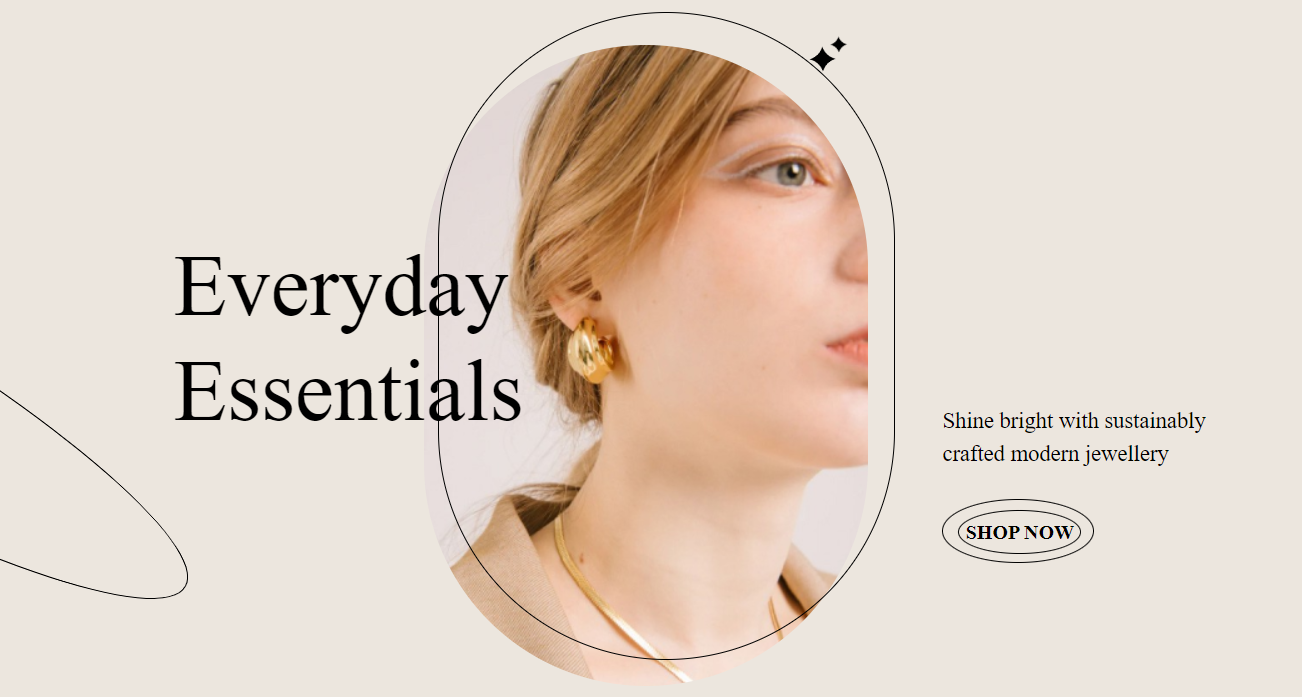 Everyday
Essentials
Shine bright with sustainably
crafted modern jewellery
SHOP NOW